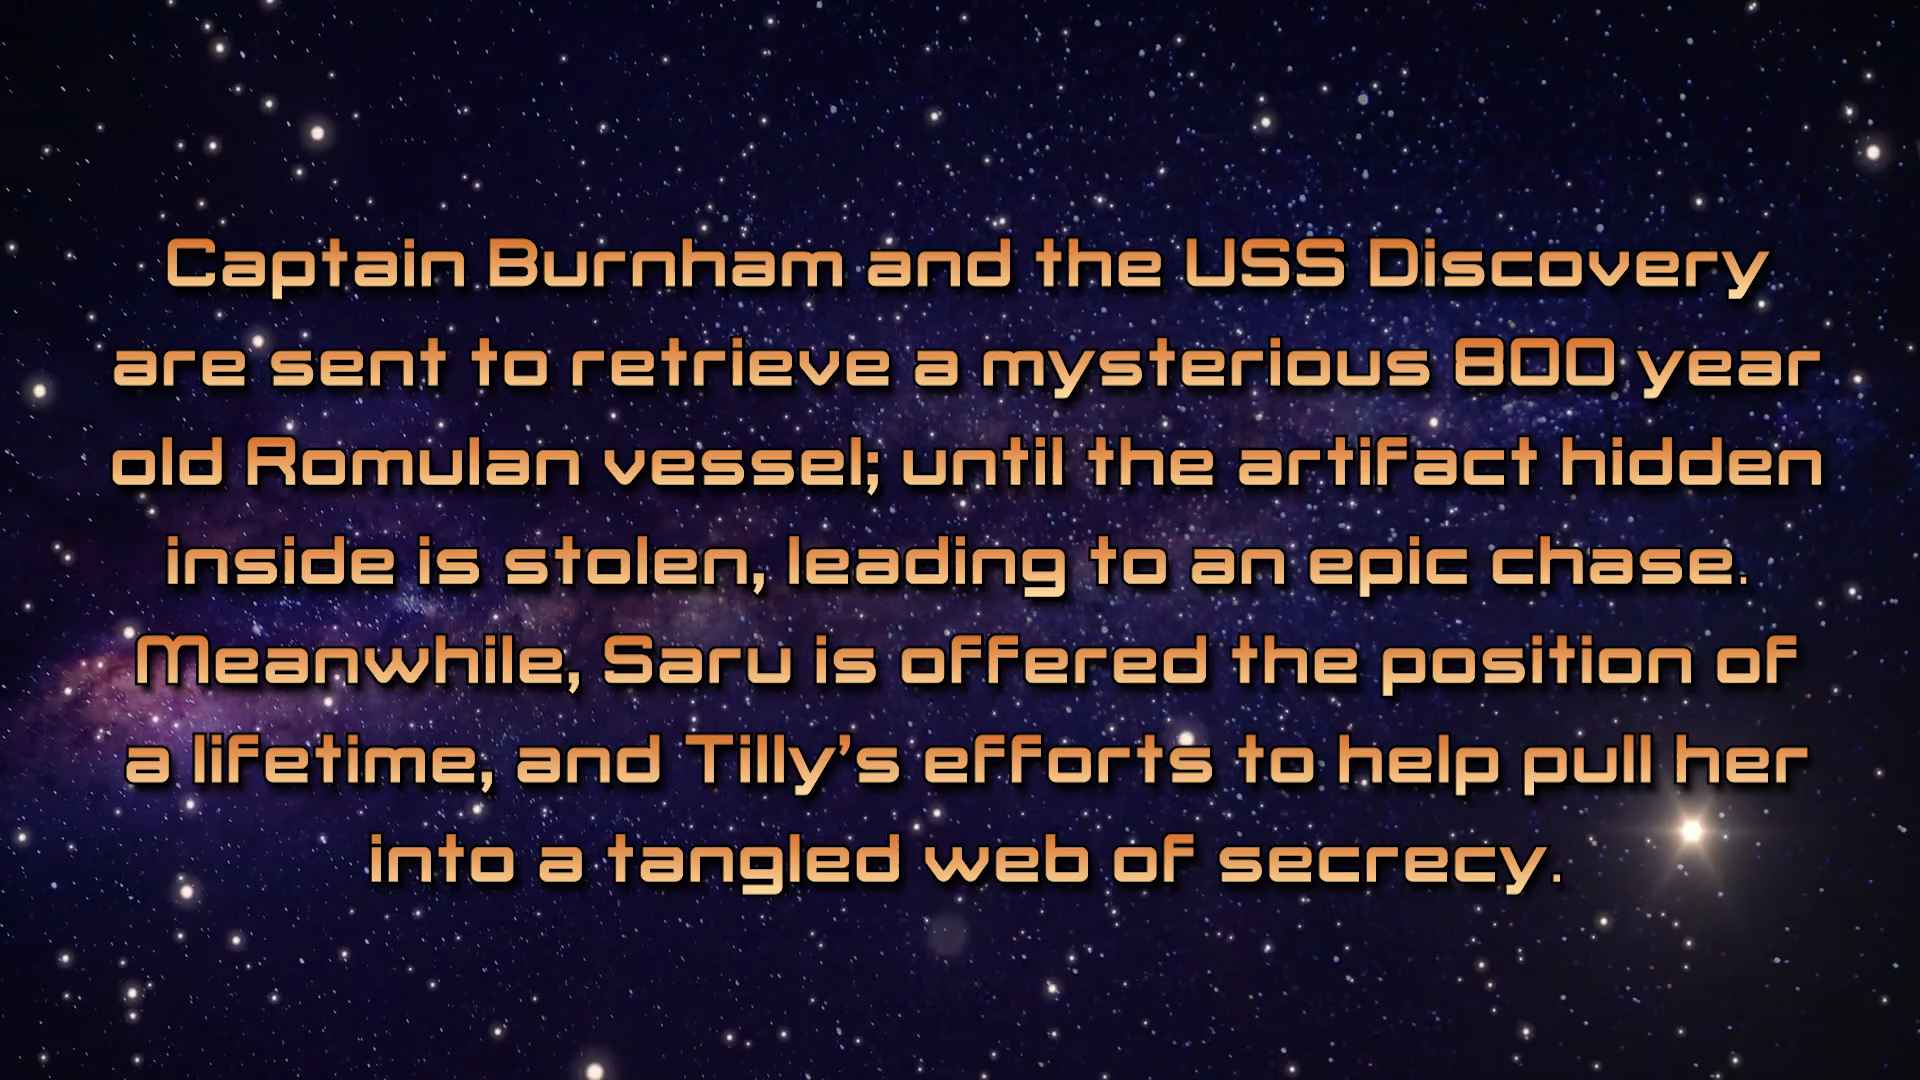 Captain Burnham and the USS Discovery
are sent to retrieve a mysterious 800 year
old Romulan vessel; until the artifact hidden
inside is stolen, leading to an epic chase.
Meanwhile, Saru is offered the position of
a lifetime, and Tilly’s efforts to help pull her
into a tangled web of secrecy.